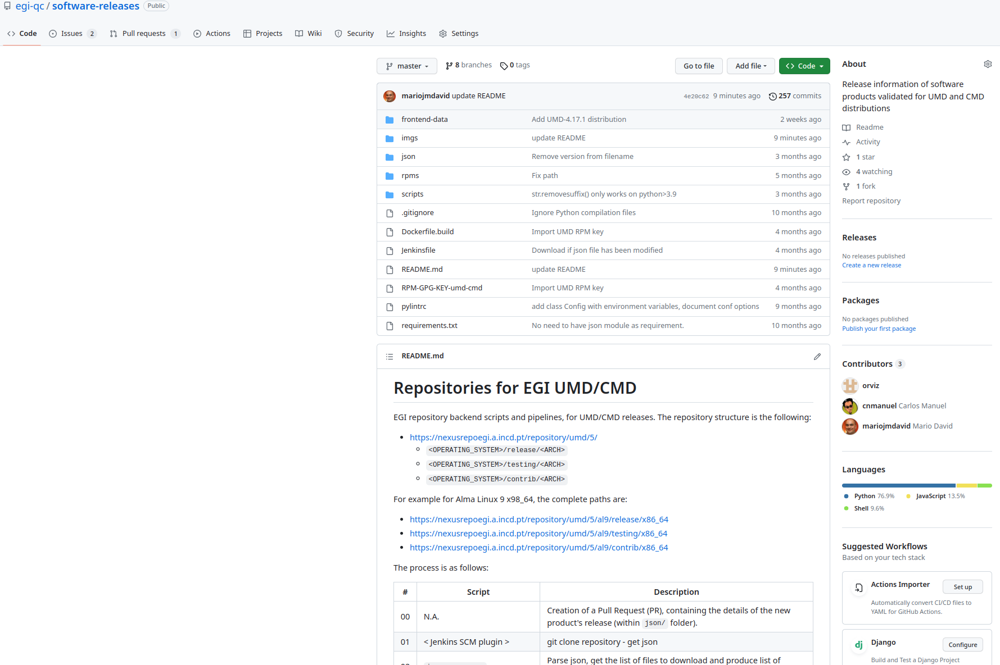 egi-qc / software-releases Public
Code Issues 2 Pull requests 1 Actions Projects Wiki Security Insights Settings
master 8 branches 0 tags Go to file Add file Code
mariojmdavid update README 4e20c62 9 minutes ago 257 commits
frontend-data Add UMD-4.17.1 distribution 2 weeks ago
imgs update README 9 minutes ago
json Remove version from filename 3 months ago
rpms Fix path 5 months ago
scripts str.removesuffix() only works on python>3.9 3 months ago
.gitignore Ignore Python compilation files 10 months ago
Dockerfile.build Import UMD RPM key 4 months ago
Jenkinsfile Download if json file has been modified 4 months ago
README.md update README 9 minutes ago
RPM-GPG-KEY-umd-cmd Import UMD RPM key 4 months ago
pylintrc add class Config with environment variables, document conf options 9 months ago
requirements.txt No need to have json module as requirement. 10 months ago
README.md
Repositories for EGI UMD/CMD
EGI repository backend scripts and pipelines, for UMD/CMD releases. The repository structure is the following:
https://nexusrepoegi.a.incd.pt/repository/umd/5/
<OPERATING_SYSTEM>/release/<ARCH>
<OPERATING_SYSTEM>/testing/<ARCH>
<OPERATING_SYSTEM>/contrib/<ARCH>
For example for Alma Linux 9 x98_64, the complete paths are:
https://nexusrepoegi.a.incd.pt/repository/umd/5/al9/release/x86_64
https://nexusrepoegi.a.incd.pt/repository/umd/5/al9/testing/x86_64
https://nexusrepoegi.a.incd.pt/repository/umd/5/al9/contrib/x86_64
The process is as follows:
# Script Description
00 N.A. Creation of a Pull Request (PR), containing the details of the new
product's release (within json/ folder).
01 < Jenkins SCM plugin > git clone repository - get json
Parse json, get the list of files to download and produce list of
About
Release information of software
products validated for UMD and CMD
distributions
Readme
Activity
1 star
4 watching
1 fork
Report repository
Releases
No releases published
Create a new release
Packages
No packages published
Publish your first package
Contributors 3
orviz
cnmanuel Carlos Manuel
mariojmdavid Mario David
Languages
Python 76.9% JavaScript 13.5%
Shell 9.6%
Suggested Workflows
Based on your tech stack
Actions Importer Set up
Automatically convert CI/CD files to
YAML for GitHub Actions.
dj Django Configure
Build and Test a Django Project